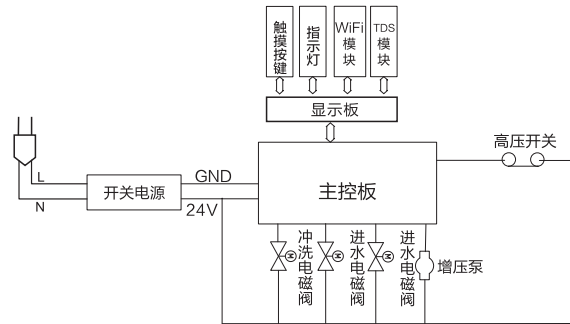 触摸按键
指示灯
WiFi
模块
TDS
模块
显示板
高压开关
L
N
开关电源
GND
24V
主控板
冲洗电磁阀
进水电磁阀
进水电磁阀
增压泵
M
M
M